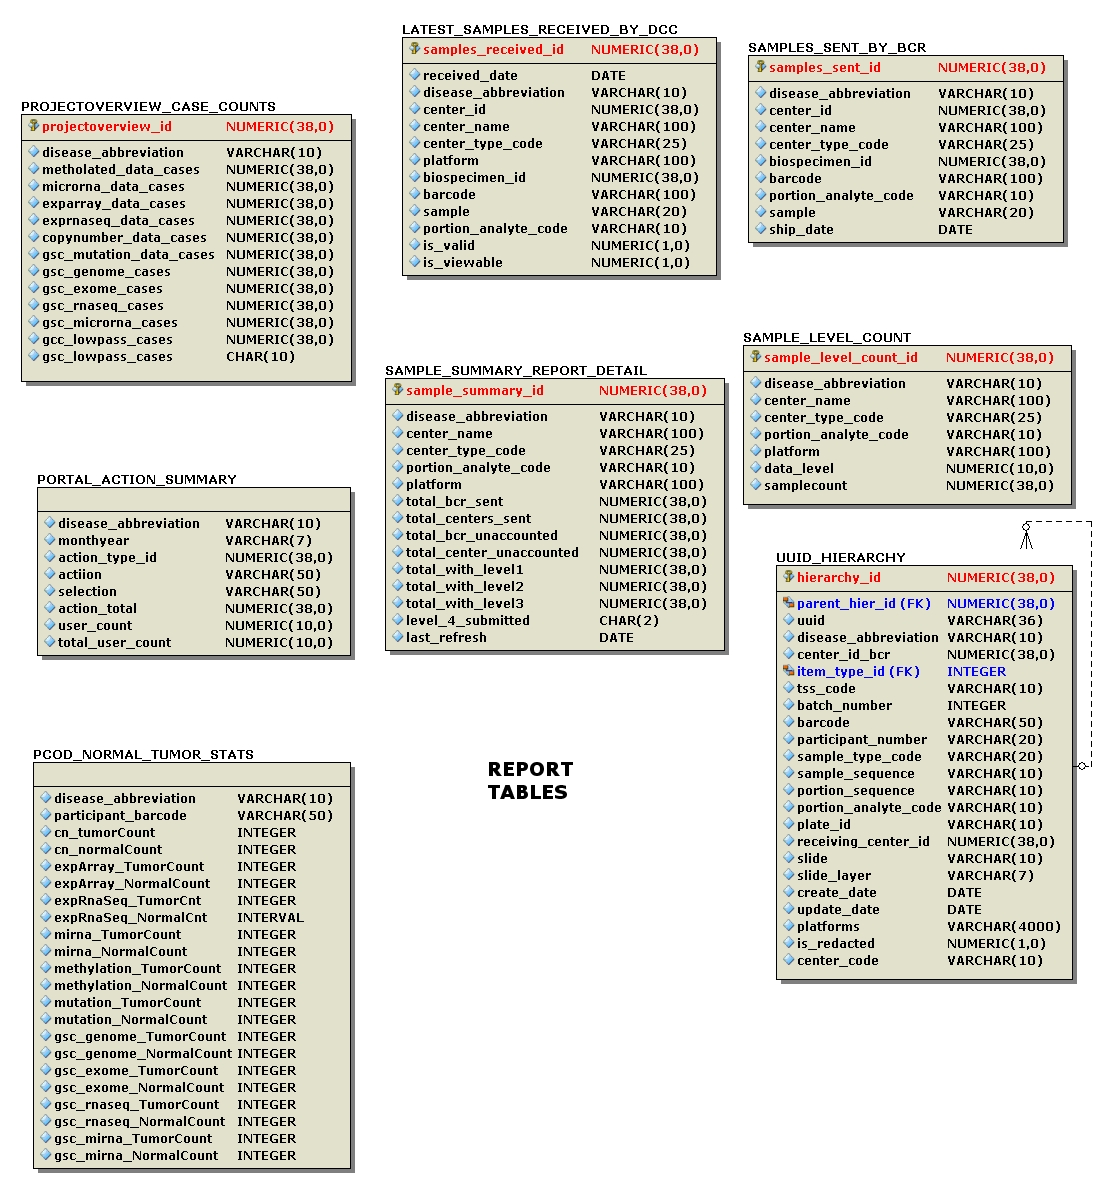 LATEST_SAMPLES_RECEIVED_BY_DCC
samples_received_id NUMERIC(38,0)
received_date DATE
disease_abbreviation VARCHAR(10)
center_id NUMERIC(38,0)
center_name VARCHAR(100)
center_type_code VARCHAR(25)
platform VARCHAR(100)
biospecimen_id NUMERIC(38,0)
barcode VARCHAR(100)
sample VARCHAR(20)
portion_analyte_code VARCHAR(10)
is_valid NUMERIC(1,0)
is_viewable NUMERIC(1,0)
SAMPLES_SENT_BY_BCR
samples_sent_id NUMERIC(38,0)
disease_abbreviation VARCHAR(10)
center_id NUMERIC(38,0)
center_name VARCHAR(100)
center_type_code VARCHAR(25)
biospecimen_id NUMERIC(38,0)
barcode VARCHAR(100)
portion_analyte_code VARCHAR(10)
sample VARCHAR(20)
ship_date DATE
PROJECTOVERVIEW_CASE_COUNTS
projectoverview_id NUMERIC(38,0)
disease_abbreviation VARCHAR(10)
metholated_data_cases NUMERIC(38,0)
microrna_data_cases NUMERIC(38,0)
exparray_data_cases NUMERIC(38,0)
exprnaseq_data_cases NUMERIC(38,0)
copynumber_data_cases NUMERIC(38,0)
gsc_mutation_data_cases NUMERIC(38,0)
gsc_genome_cases NUMERIC(38,0)
gsc_exome_cases NUMERIC(38,0)
gsc_rnaseq_cases NUMERIC(38,0)
gsc_microrna_cases NUMERIC(38,0)
gcc_lowpass_cases NUMERIC(38,0)
gsc_lowpass_cases CHAR(10)
SAMPLE_SUMMARY_REPORT_DETAIL
sample_summary_id NUMERIC(38,0)
disease_abbreviation VARCHAR(10)
center_name VARCHAR(100)
center_type_code VARCHAR(25)
portion_analyte_code VARCHAR(10)
platform VARCHAR(100)
total_bcr_sent NUMERIC(38,0)
total_centers_sent NUMERIC(38,0)
total_bcr_unaccounted NUMERIC(38,0)
total_center_unaccounted NUMERIC(38,0)
total_with_level1 NUMERIC(38,0)
total_with_level2 NUMERIC(38,0)
total_with_level3 NUMERIC(38,0)
level_4_submitted CHAR(2)
last_refresh DATE
SAMPLE_LEVEL_COUNT
sample_level_count_id NUMERIC(38,0)
disease_abbreviation VARCHAR(10)
center_name VARCHAR(100)
center_type_code VARCHAR(25)
portion_analyte_code VARCHAR(10)
platform VARCHAR(100)
data_level NUMERIC(10,0)
samplecount NUMERIC(38,0)
PORTAL_ACTION_SUMMARY
disease_abbreviation VARCHAR(10)
monthyear VARCHAR(7)
action_type_id NUMERIC(38,0)
actiion VARCHAR(50)
selection VARCHAR(50)
action_total NUMERIC(38,0)
user_count NUMERIC(10,0)
total_user_count NUMERIC(10,0)
UUID_HIERARCHY
hierarchy_id NUMERIC(38,0)
parent_hier_id (FK) NUMERIC(38,0)
uuid VARCHAR(36)
disease_abbreviation VARCHAR(10)
center_id_bcr NUMERIC(38,0)
item_type_id (FK) INTEGER
tss_code VARCHAR(10)
batch_number INTEGER
barcode VARCHAR(50)
participant_number VARCHAR(20)
sample_type_code VARCHAR(20)
sample_sequence VARCHAR(10)
portion_sequence VARCHAR(10)
portion_analyte_code VARCHAR(10)
plate_id VARCHAR(10)
receiving_center_id NUMERIC(38,0)
slide VARCHAR(10)
slide_layer VARCHAR(7)
create_date DATE
update_date DATE
platforms VARCHAR(4000)
is_redacted NUMERIC(1,0)
center_code VARCHAR(10)
PCOD_NORMAL_TUMOR_STATS
disease_abbreviation VARCHAR(10)
participant_barcode VARCHAR(50)
cn_tumorCount INTEGER
cn_normalCount INTEGER
expArray_TumorCount INTEGER
expArray_NormalCount INTEGER
expRnaSeq_TumorCnt INTEGER
expRnaSeq_NormalCnt INTERVAL
mirna_TumorCount INTEGER
mirna_NormalCount INTEGER
methylation_TumorCount INTEGER
methylation_NormalCount INTEGER
mutation_TumorCount INTEGER
mutation_NormalCount INTEGER
gsc_genome_TumorCount INTEGER
gsc_genome_NormalCount INTEGER
gsc_exome_TumorCount INTEGER
gsc_exome_NormalCount INTEGER
gsc_rnaseq_TumorCount INTEGER
gsc_rnaseq_NormalCount INTEGER
gsc_mirna_TumorCount INTEGER
gsc_mirna_NormalCount INTEGER
REPORT
TABLES